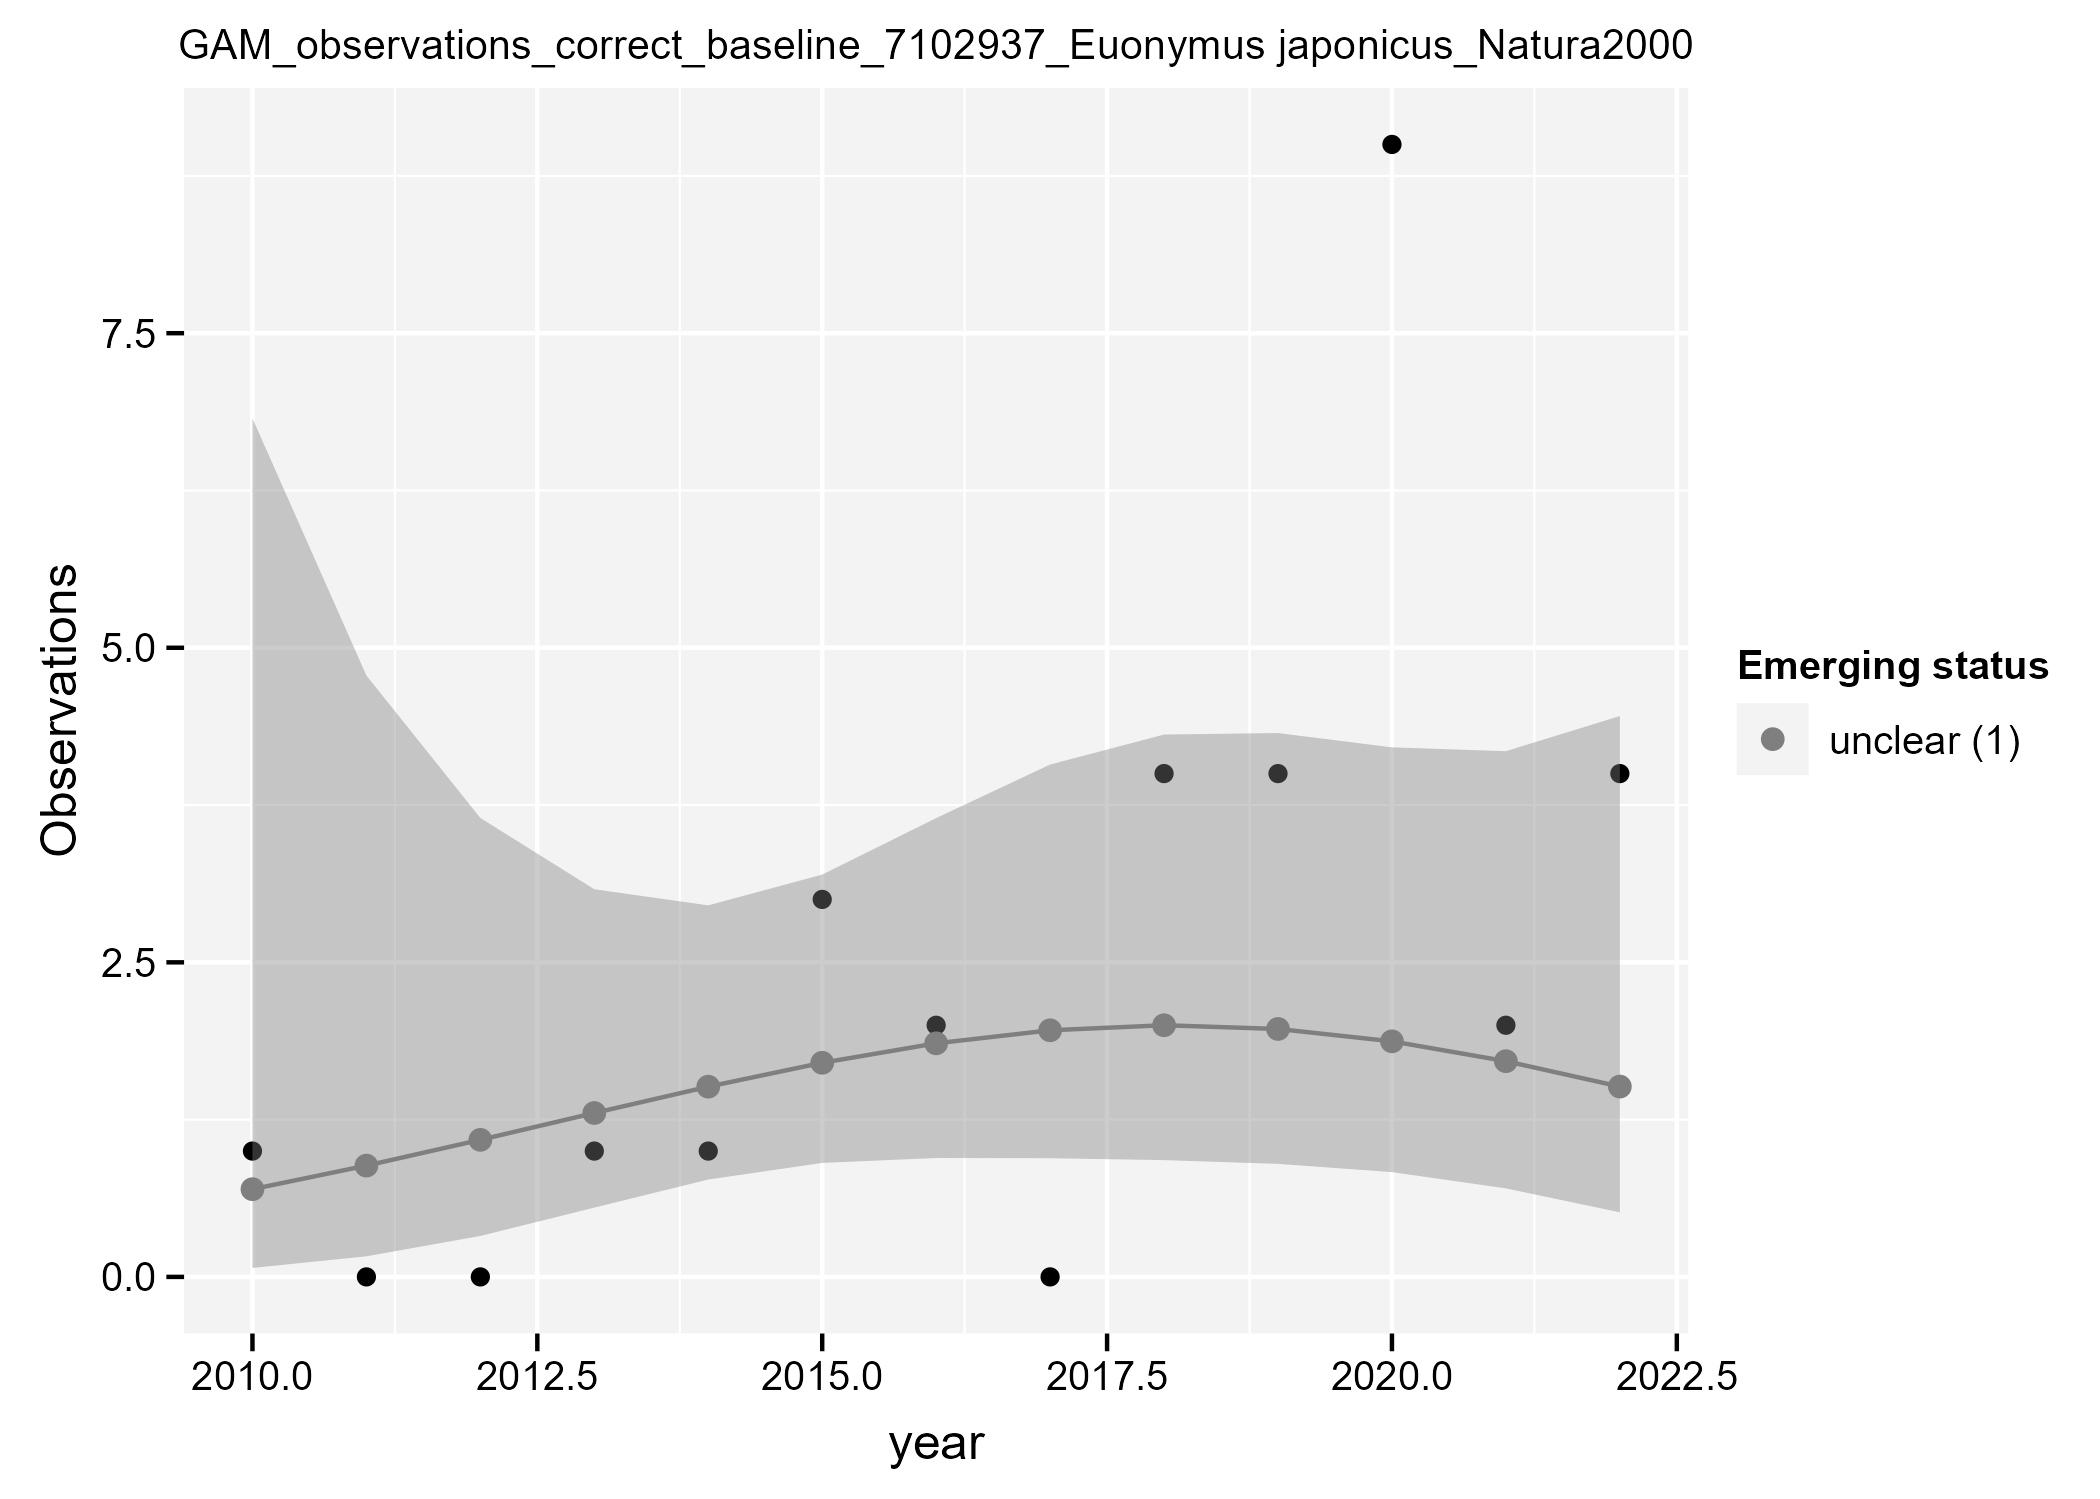 GAM_observations_correct_baseline_7102937_Euonymus japonicus_Natura2000
Observations
7.5
5.0
2.5
0.0
2010.0 2012.5 2015.0 2017.5 2020.0 2022.5
year
Emerging status
unclear (1)